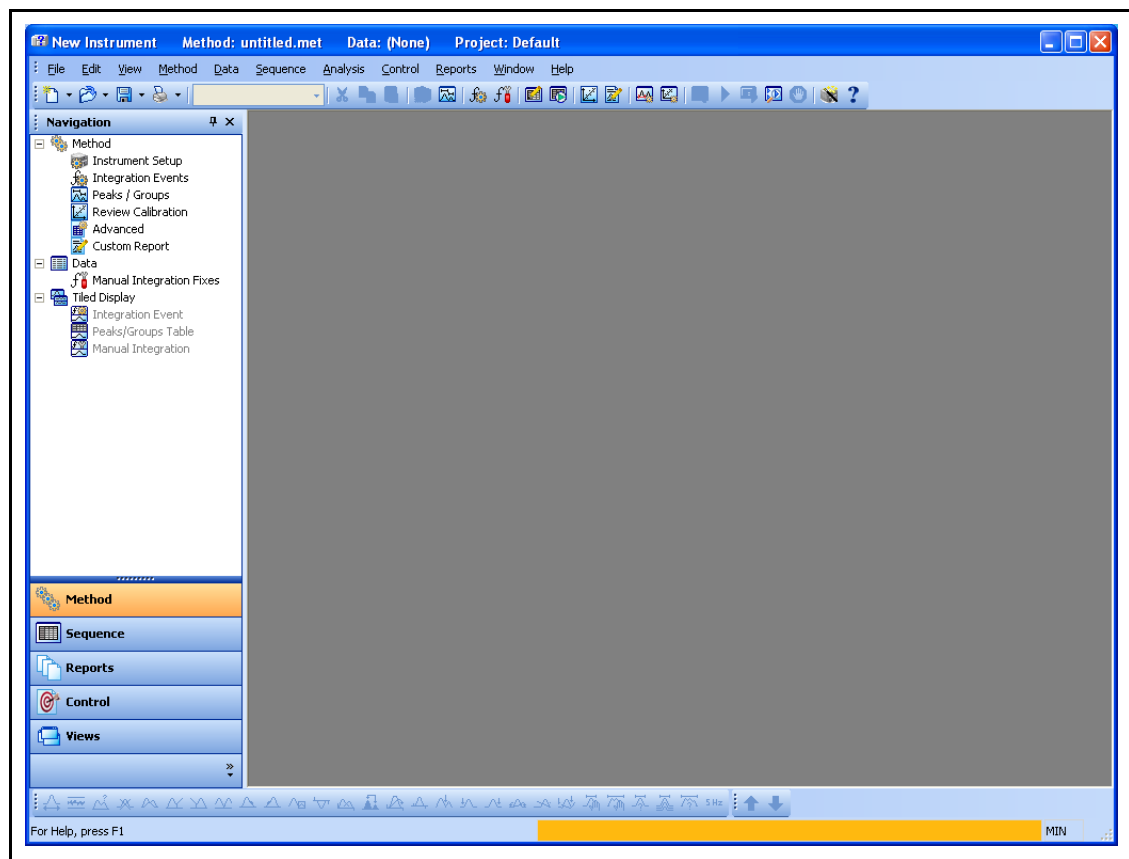 New Instrument Method: untitled.met Data: (None) Project: Default
File Edit View Method Data Sequence Analysis Control Reports Window Help
Navigation
Method
Instrument Setup
Integration Events
Peaks / Groups
Review Calibration
Advanced
Custom Report
Data
Manual Integration Fixes
Tiled Display
Integration Event
Peaks/Groups Table
Manual Integration
Method
Sequence
Reports
Control
Views
5 Hz
For Help, press F1 MIN